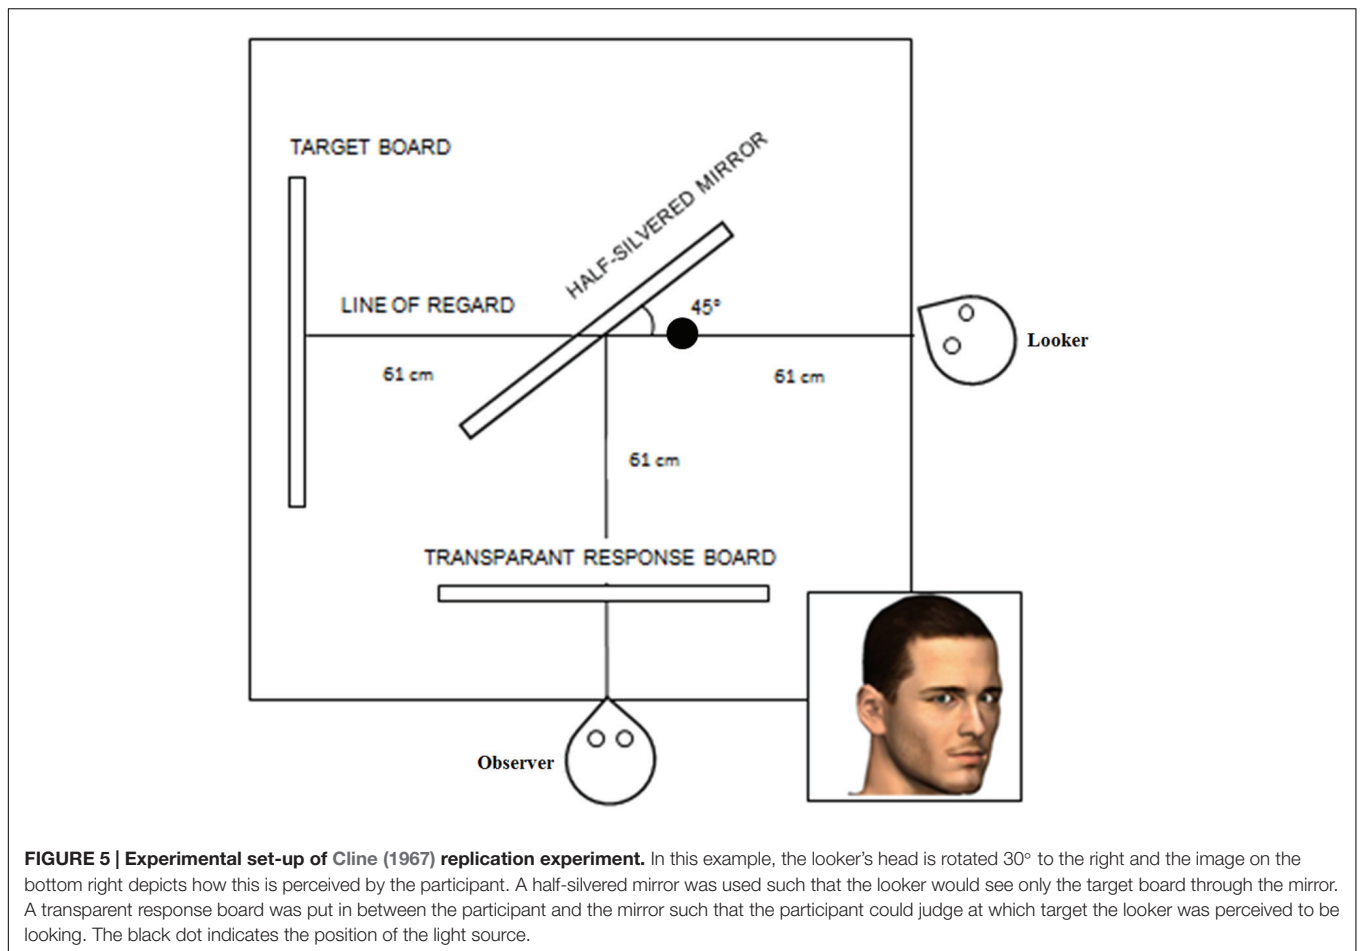 TARGET BOARD
HALF-SILVERED MIRROR
LINE OF REGARD
45°
61 cm
61 cm
Looker
61 cm
TRANSPARANT RESPONSE BOARD
Observer
FIGURE 5 | Experimental set-up of Cline (1967) replication experiment. In this example, the looker's head is rotated 30° to the right and the image on the
bottom right depicts how this is perceived by the participant. A half-silvered mirror was used such that the looker would see only the target board through the mirror.
A transparent response board was put in between the participant and the mirror such that the participant could judge at which target the looker was perceived to be
looking. The black dot indicates the position of the light source.